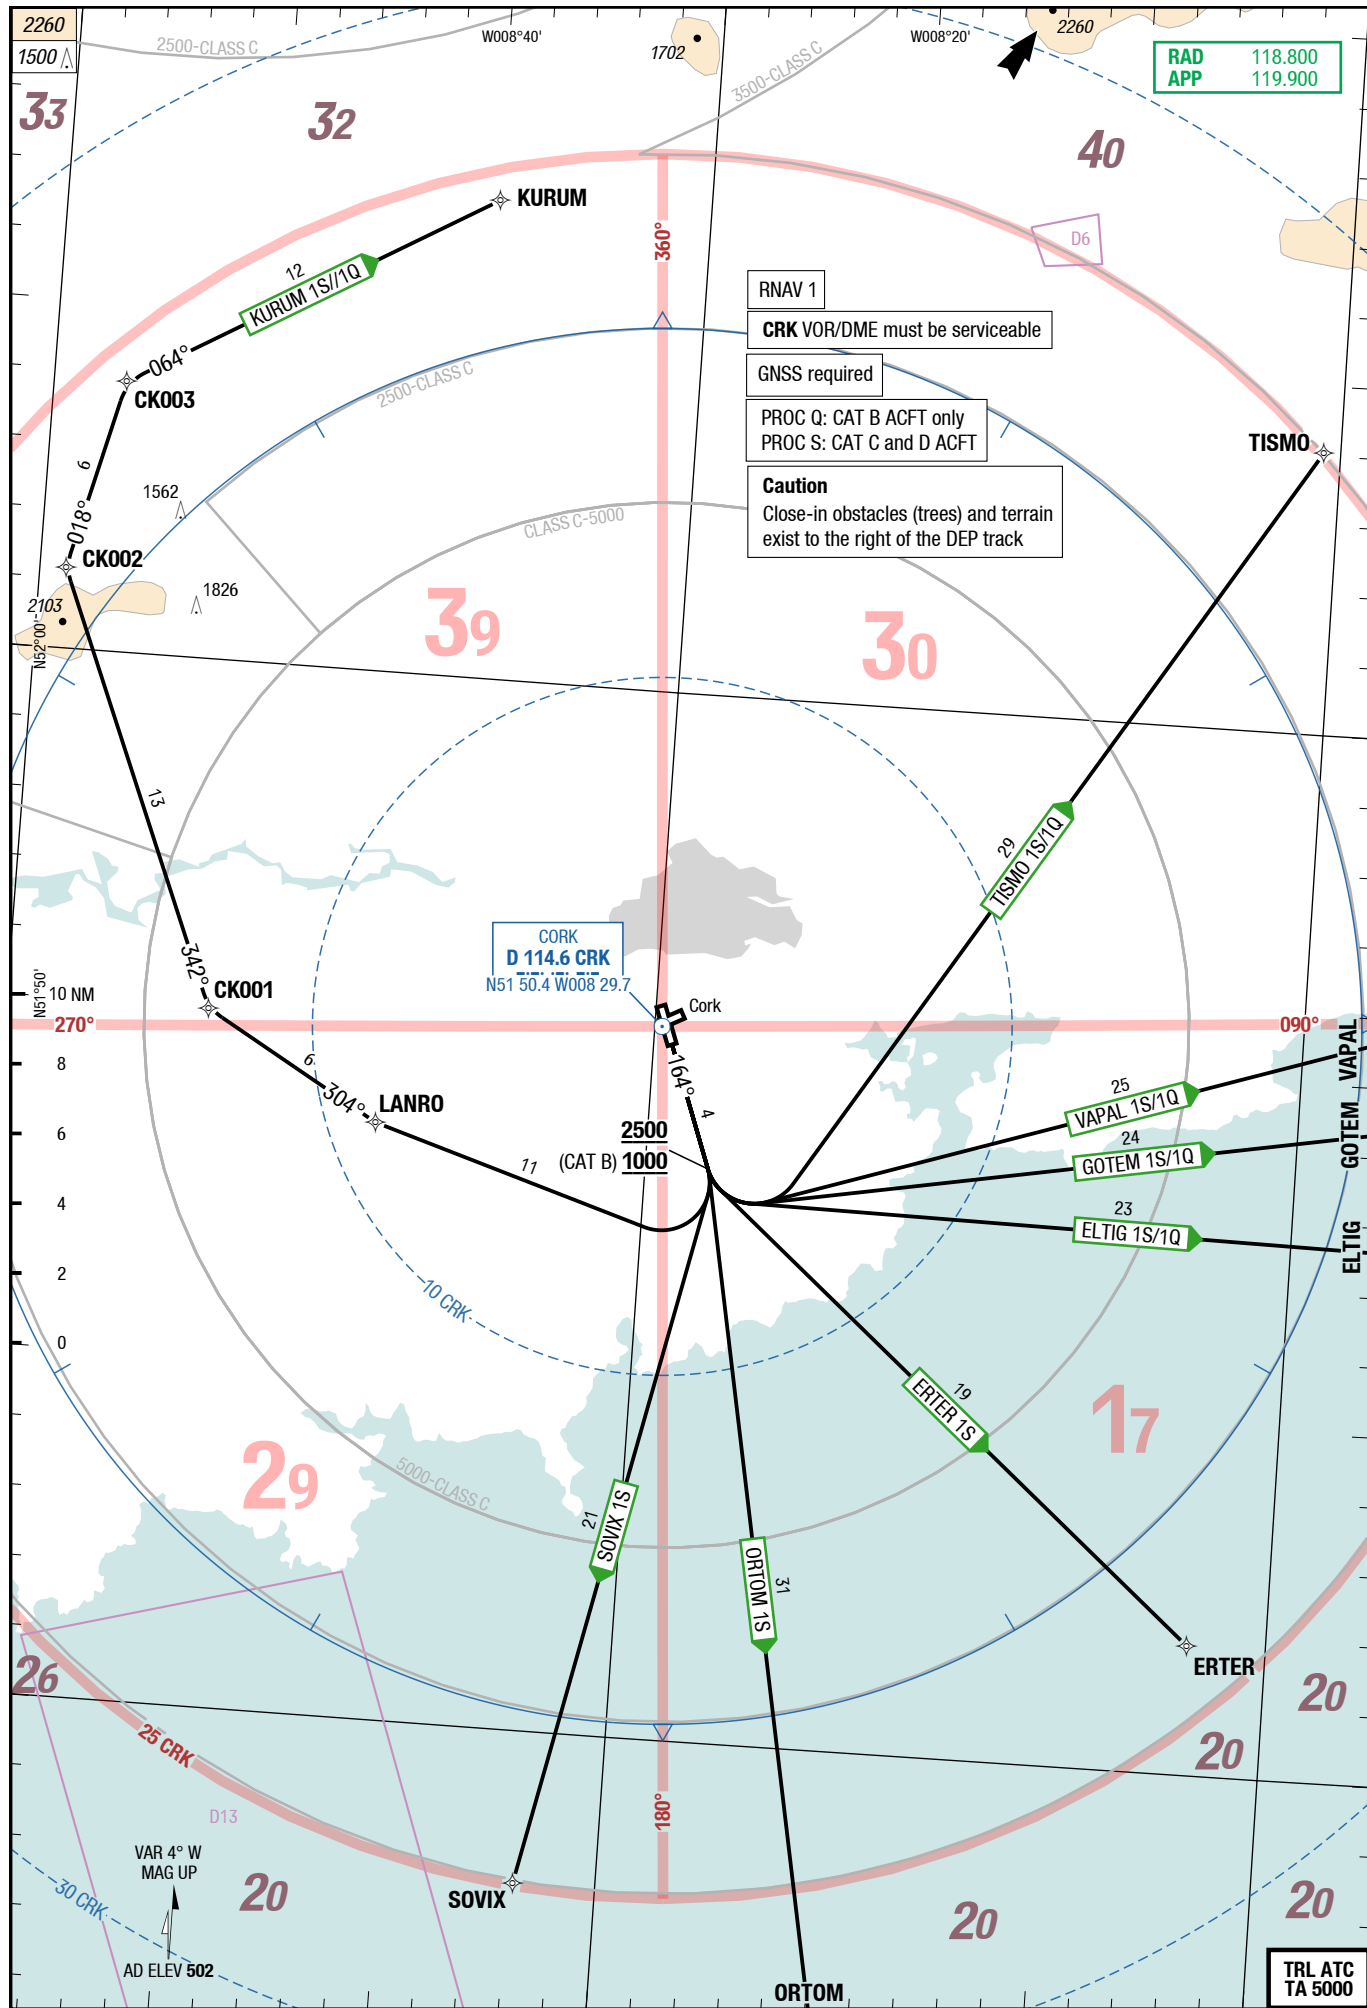 2260
1500
33
2500-CLASS C
W008°40'
1702
3500-CLASS C
W008°20'
2260
RAD 118.800
APP 119.900
32
40
KURUM
360°
D6
12
KURUM 1S//1Q
RNAV 1
CRK VOR/DME must be serviceable
GNSS required
PROC Q: CAT B ACFT only
PROC S: CAT C and D ACFT
Caution
Close-in obstacles (trees) and terrain
exist to the right of the DEP track
064°
CK003
2500-CLASS C
TISMO
6
1562
018°
CLASS C-5000
CK002
1826
2103
N52°00'
39
30
13
29
TISMO 1S/1Q
342°
CORK
D 114.6 CRK
N51 50.4 W008 29.7
Cork
N51°50'
10 NM
CK001
270°
090°
VAPAL
8
6
304°
LANRO
164°
4
25
VAPAL 1S/1Q
6
2500
(CAT B) 1000
24
GOTEM 1S/1Q
GOTEM
11
4
23
ELTIG 1S/1Q
ELTIG
2
10 CRK
0
19
ERTER 1S
17
29
5000-CLASS C
21
SOVIX 1S
31
ORTOM 1S
26
ERTER
20
25 CRK
20
180°
D13
VAR 4° W
MAG UP
30 CRK
20
SOVIX
20
20
AD ELEV 502
ORTOM
TRL ATC
TA 5000